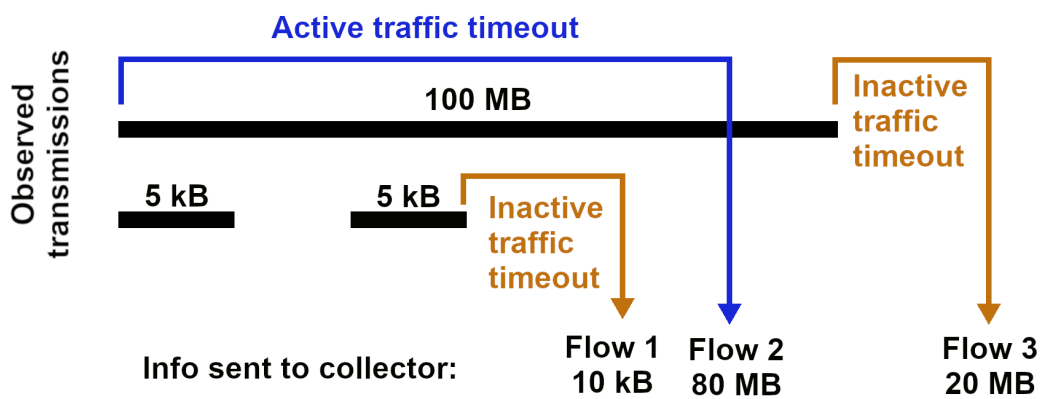 Active traffic timeout
Observed
transmissions
100 MB
Inactive
traffic
timeout
5 kB
5 kB
Inactive
traffic
timeout
Info sent to collector:
Flow 1
10 kB
Flow 2
80 MB
Flow 3
20 MB